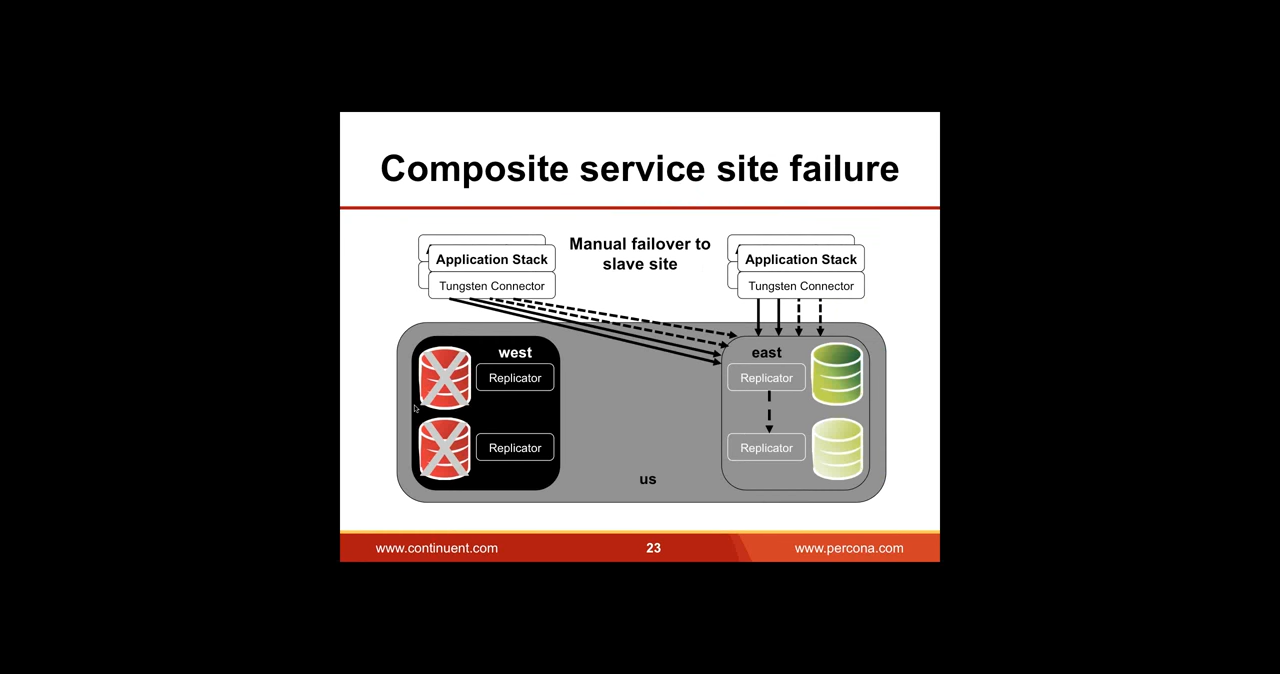 Composite service site failure
Manual failover to
slave site
Application Stack
Tungsten Connector
Application Stack
Tungsten Connector
west
Replicator
Replicator
east
Replicator
Replicator
us
www.continuent.com
23
www.percona.com